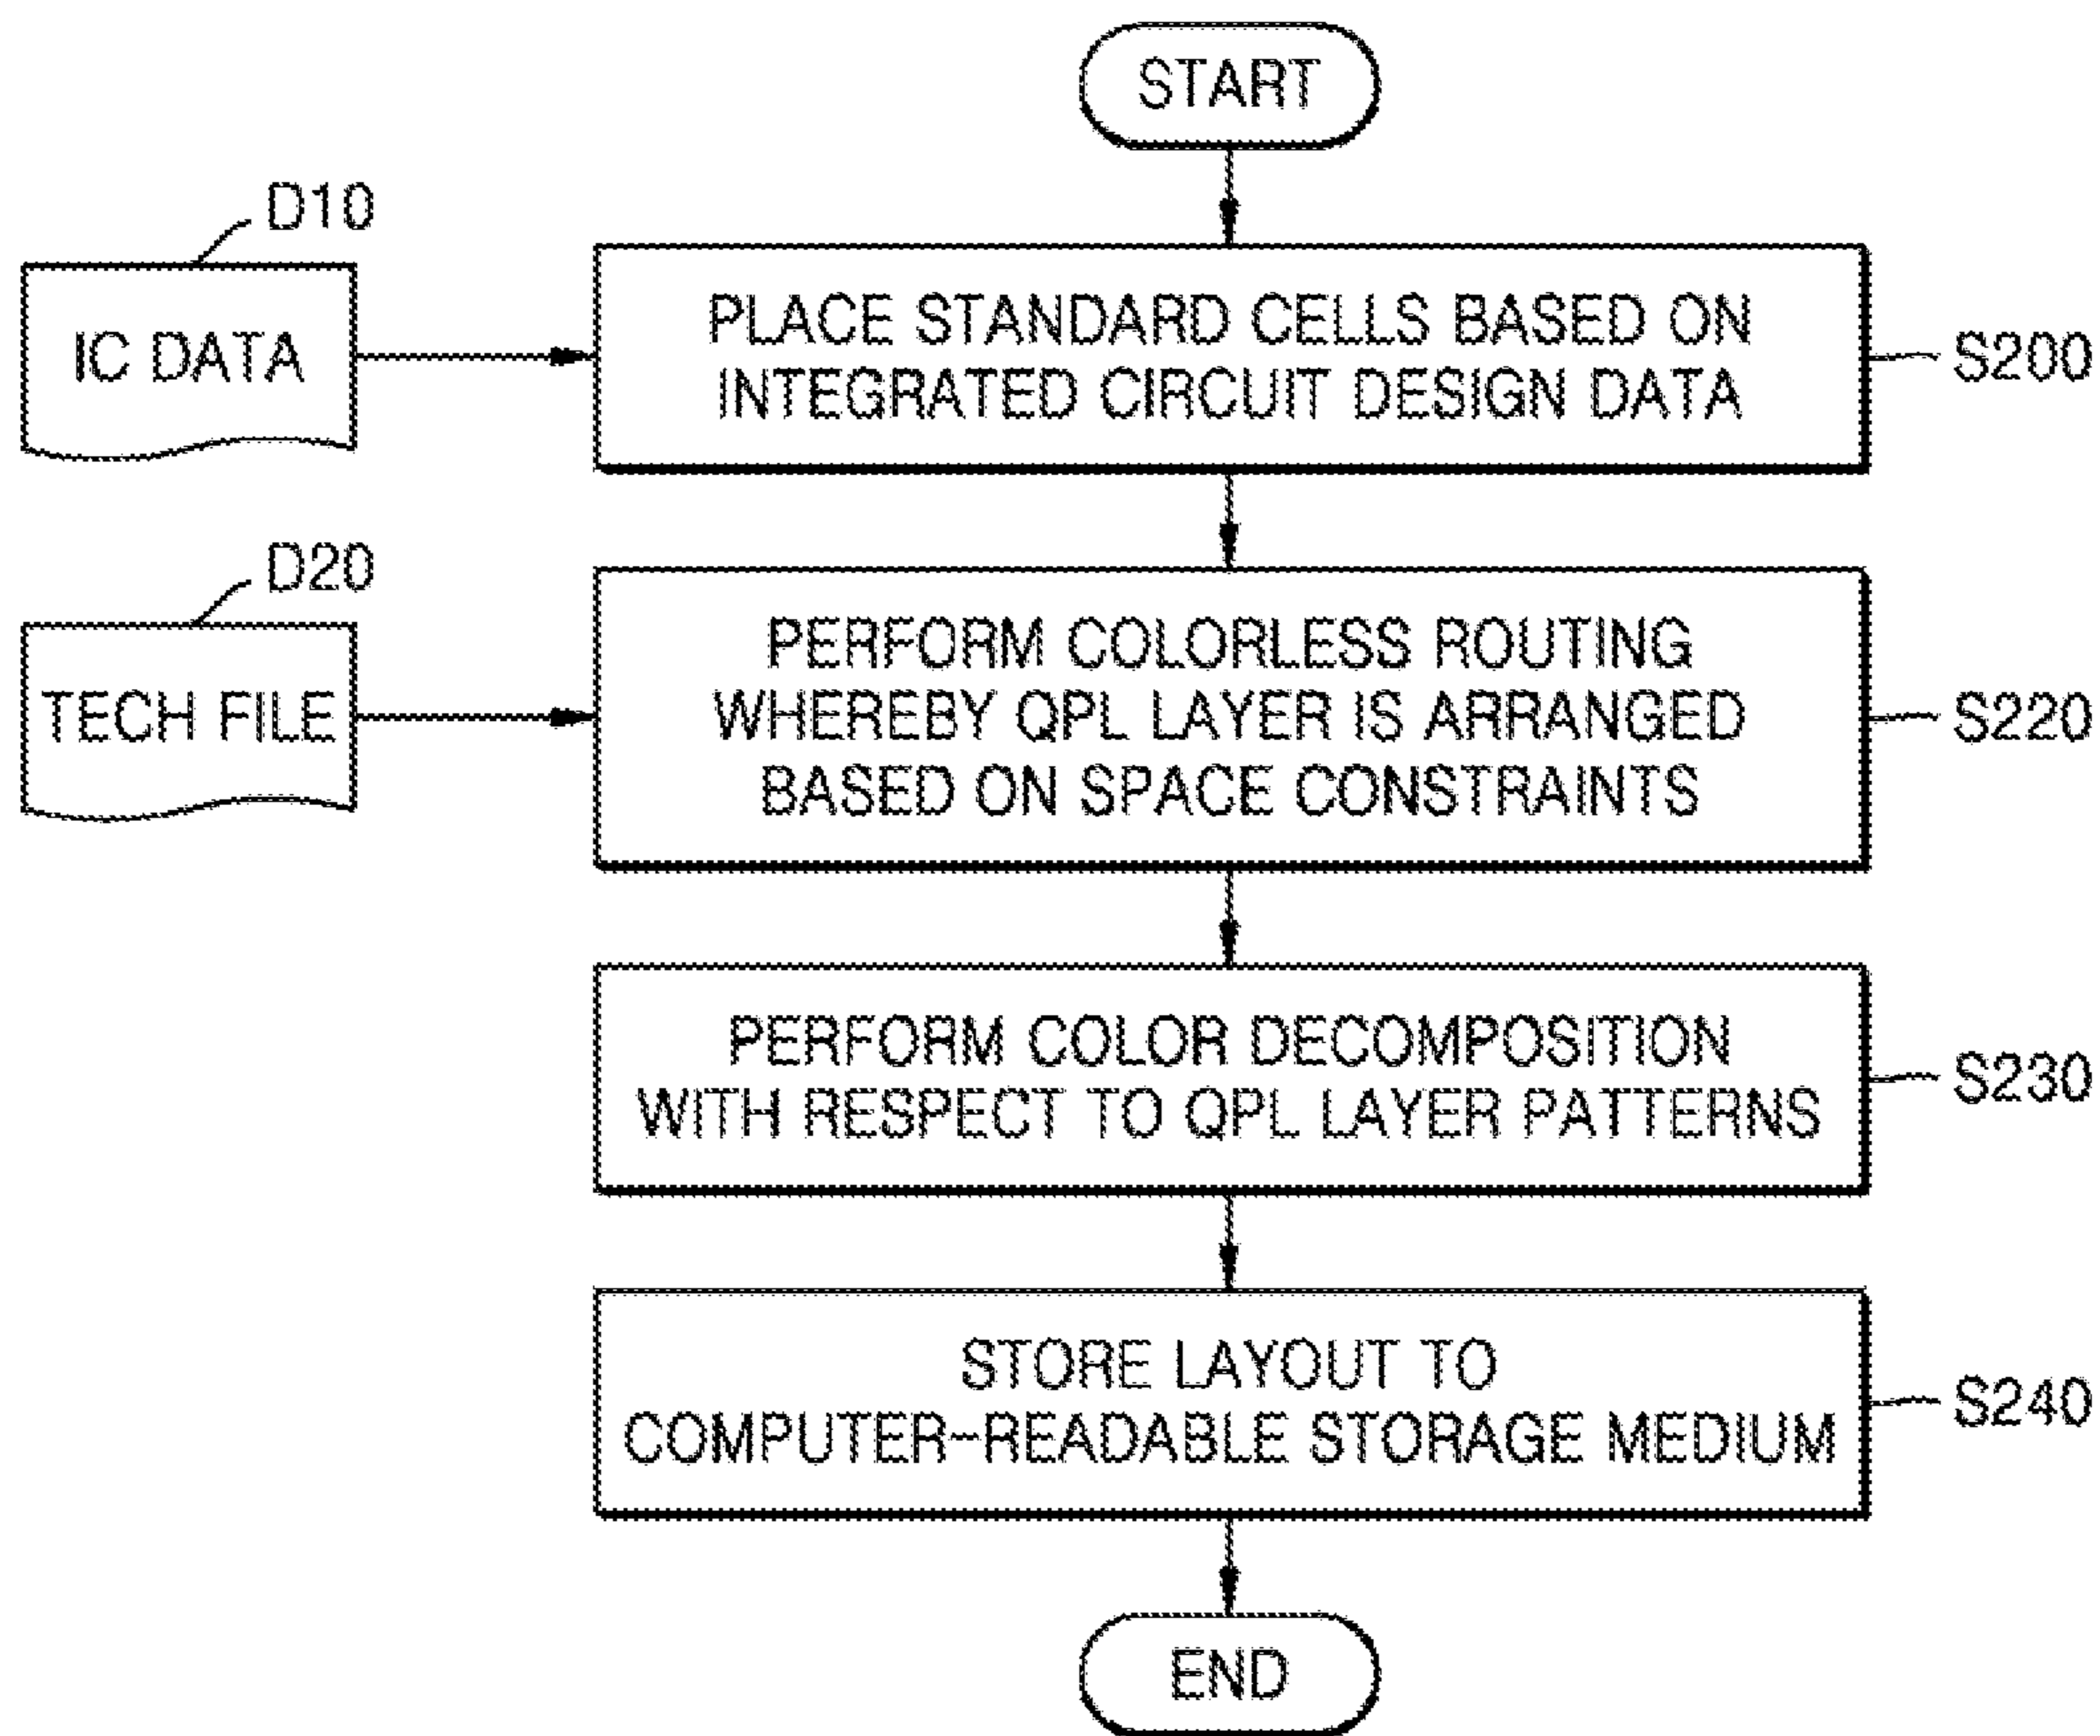 START
D10
IC DATA
PLACE STANDARD CELLS BASED ON
INTEGRATED CIRCUIT DESIGN DATA
S200
D20
TECH FILE
PERFORM COLORLESS ROUTING
WHEREBY QPL LAYER IS ARRANGED
BASED ON SPACE CONSTRAINTS
S220
PERFORM COLOR DECOMPOSITION
WITH RESPECT TO QPL LAYER PATTERNS
S230
STORE LAYOUT TO
COMPUTER-READABLE STORAGE MEDIUM
S240
END